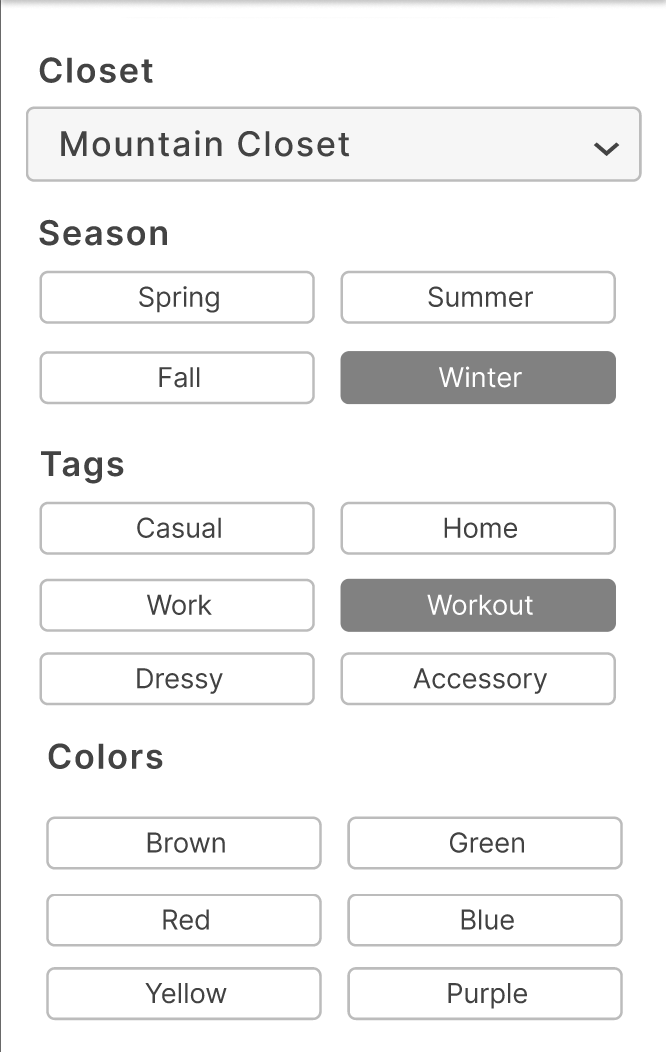 Closet
Mountain Closet
Season
Spring Summer
Fall Winter
Tags
Casual Home
Work Workout
Dressy Accessory
Colors
Brown Green
Red Blue
Yellow Purple